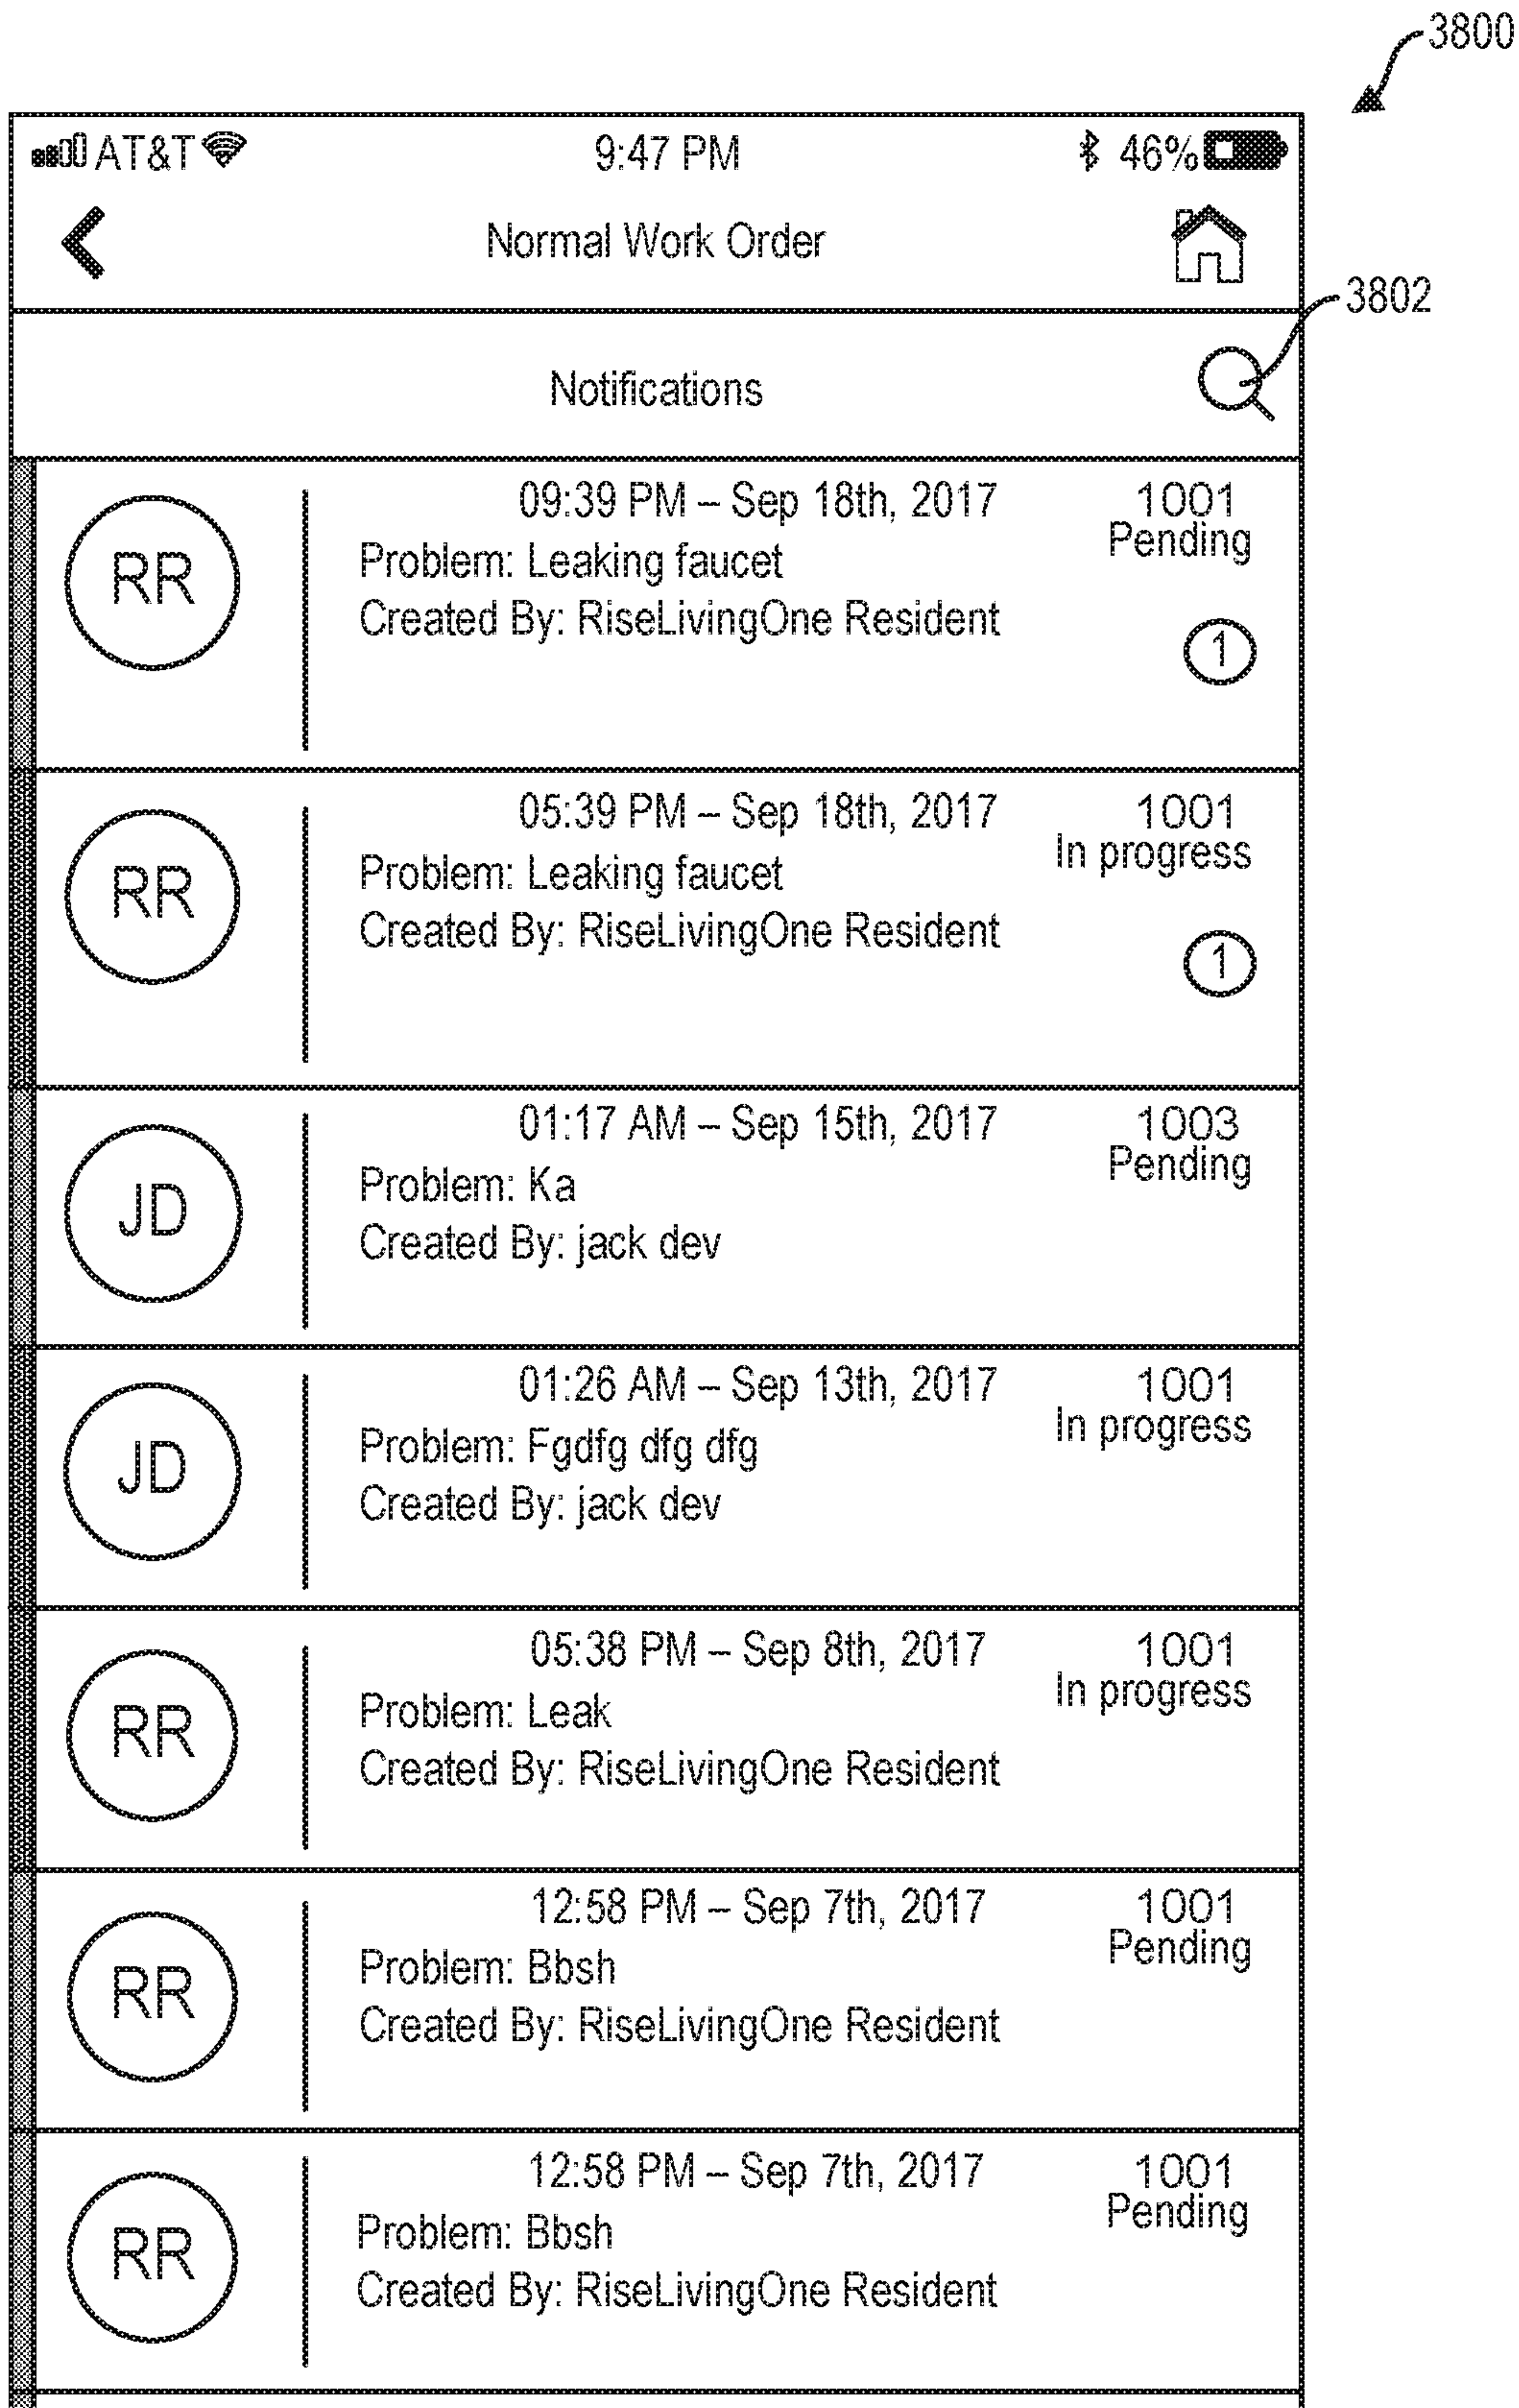 3800
AT&T 9:47 PM 46%
Normal Work Order
3802
Notifications
09:39 PM – Sep 18th, 2017 1001
Pending
RR
Problem: Leaking faucet
Created By: RiseLivingOne Resident
1
05:39 PM – Sep 18th, 2017 1001
In progress
RR
Problem: Leaking faucet
Created By: RiseLivingOne Resident
1
01:17 AM – Sep 15th, 2017 1003
Pending
JD
Problem: Ka
Created By: jack dev
01:26 AM – Sep 13th, 2017 1001
In progress
JD
Problem: Fgdfg dfg dfg
Created By: jack dev
05:38 PM – Sep 8th, 2017 1001
In progress
RR
Problem: Leak
Created By: RiseLivingOne Resident
12:58 PM – Sep 7th, 2017 1001
Pending
RR
Problem: Bbsh
Created By: RiseLivingOne Resident
12:58 PM – Sep 7th, 2017 1001
Pending
RR
Problem: Bbsh
Created By: RiseLivingOne Resident